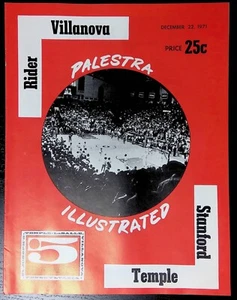 Villanova
Rider
DECEMBER 22, 1971
PRICE 25c
PALESTRA
ILLUSTRATED
5
Stanford
Temple